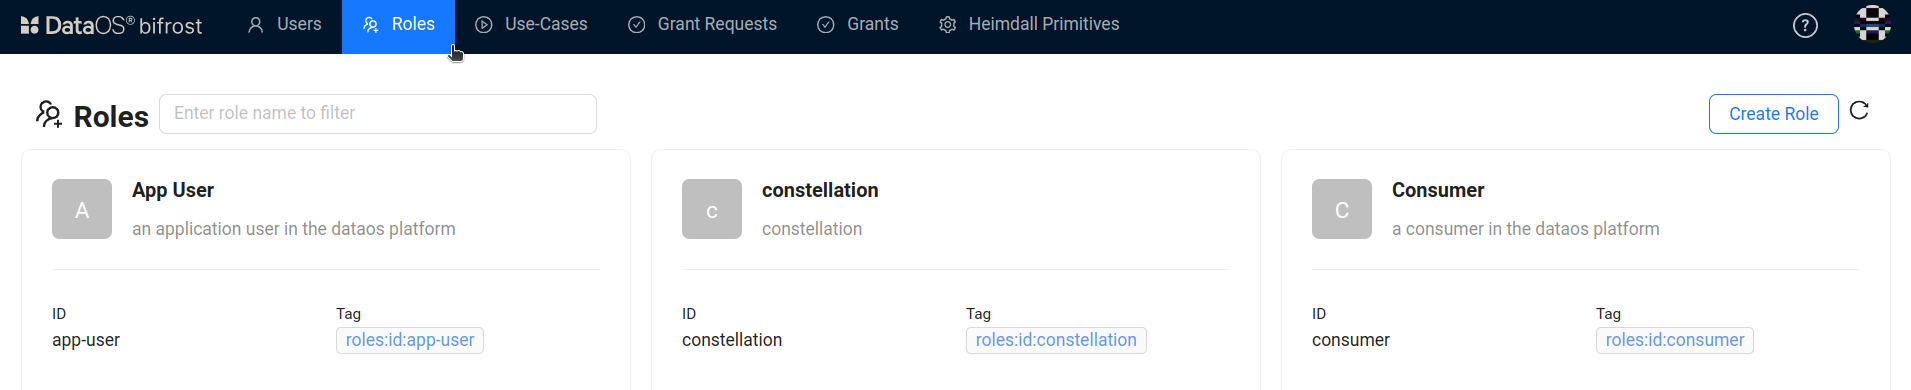 DataOS® bifrost Users Roles Use-Cases Grant Requests Grants Heimdall Primitives ?
Roles Enter role name to filter Create Role
A App User
an application user in the dataos platform
ID Tag
app-user roles:id:app-user
c constellation
constellation
ID Tag
constellation roles:id:constellation
C Consumer
a consumer in the dataos platform
ID Tag
consumer roles:id:consumer